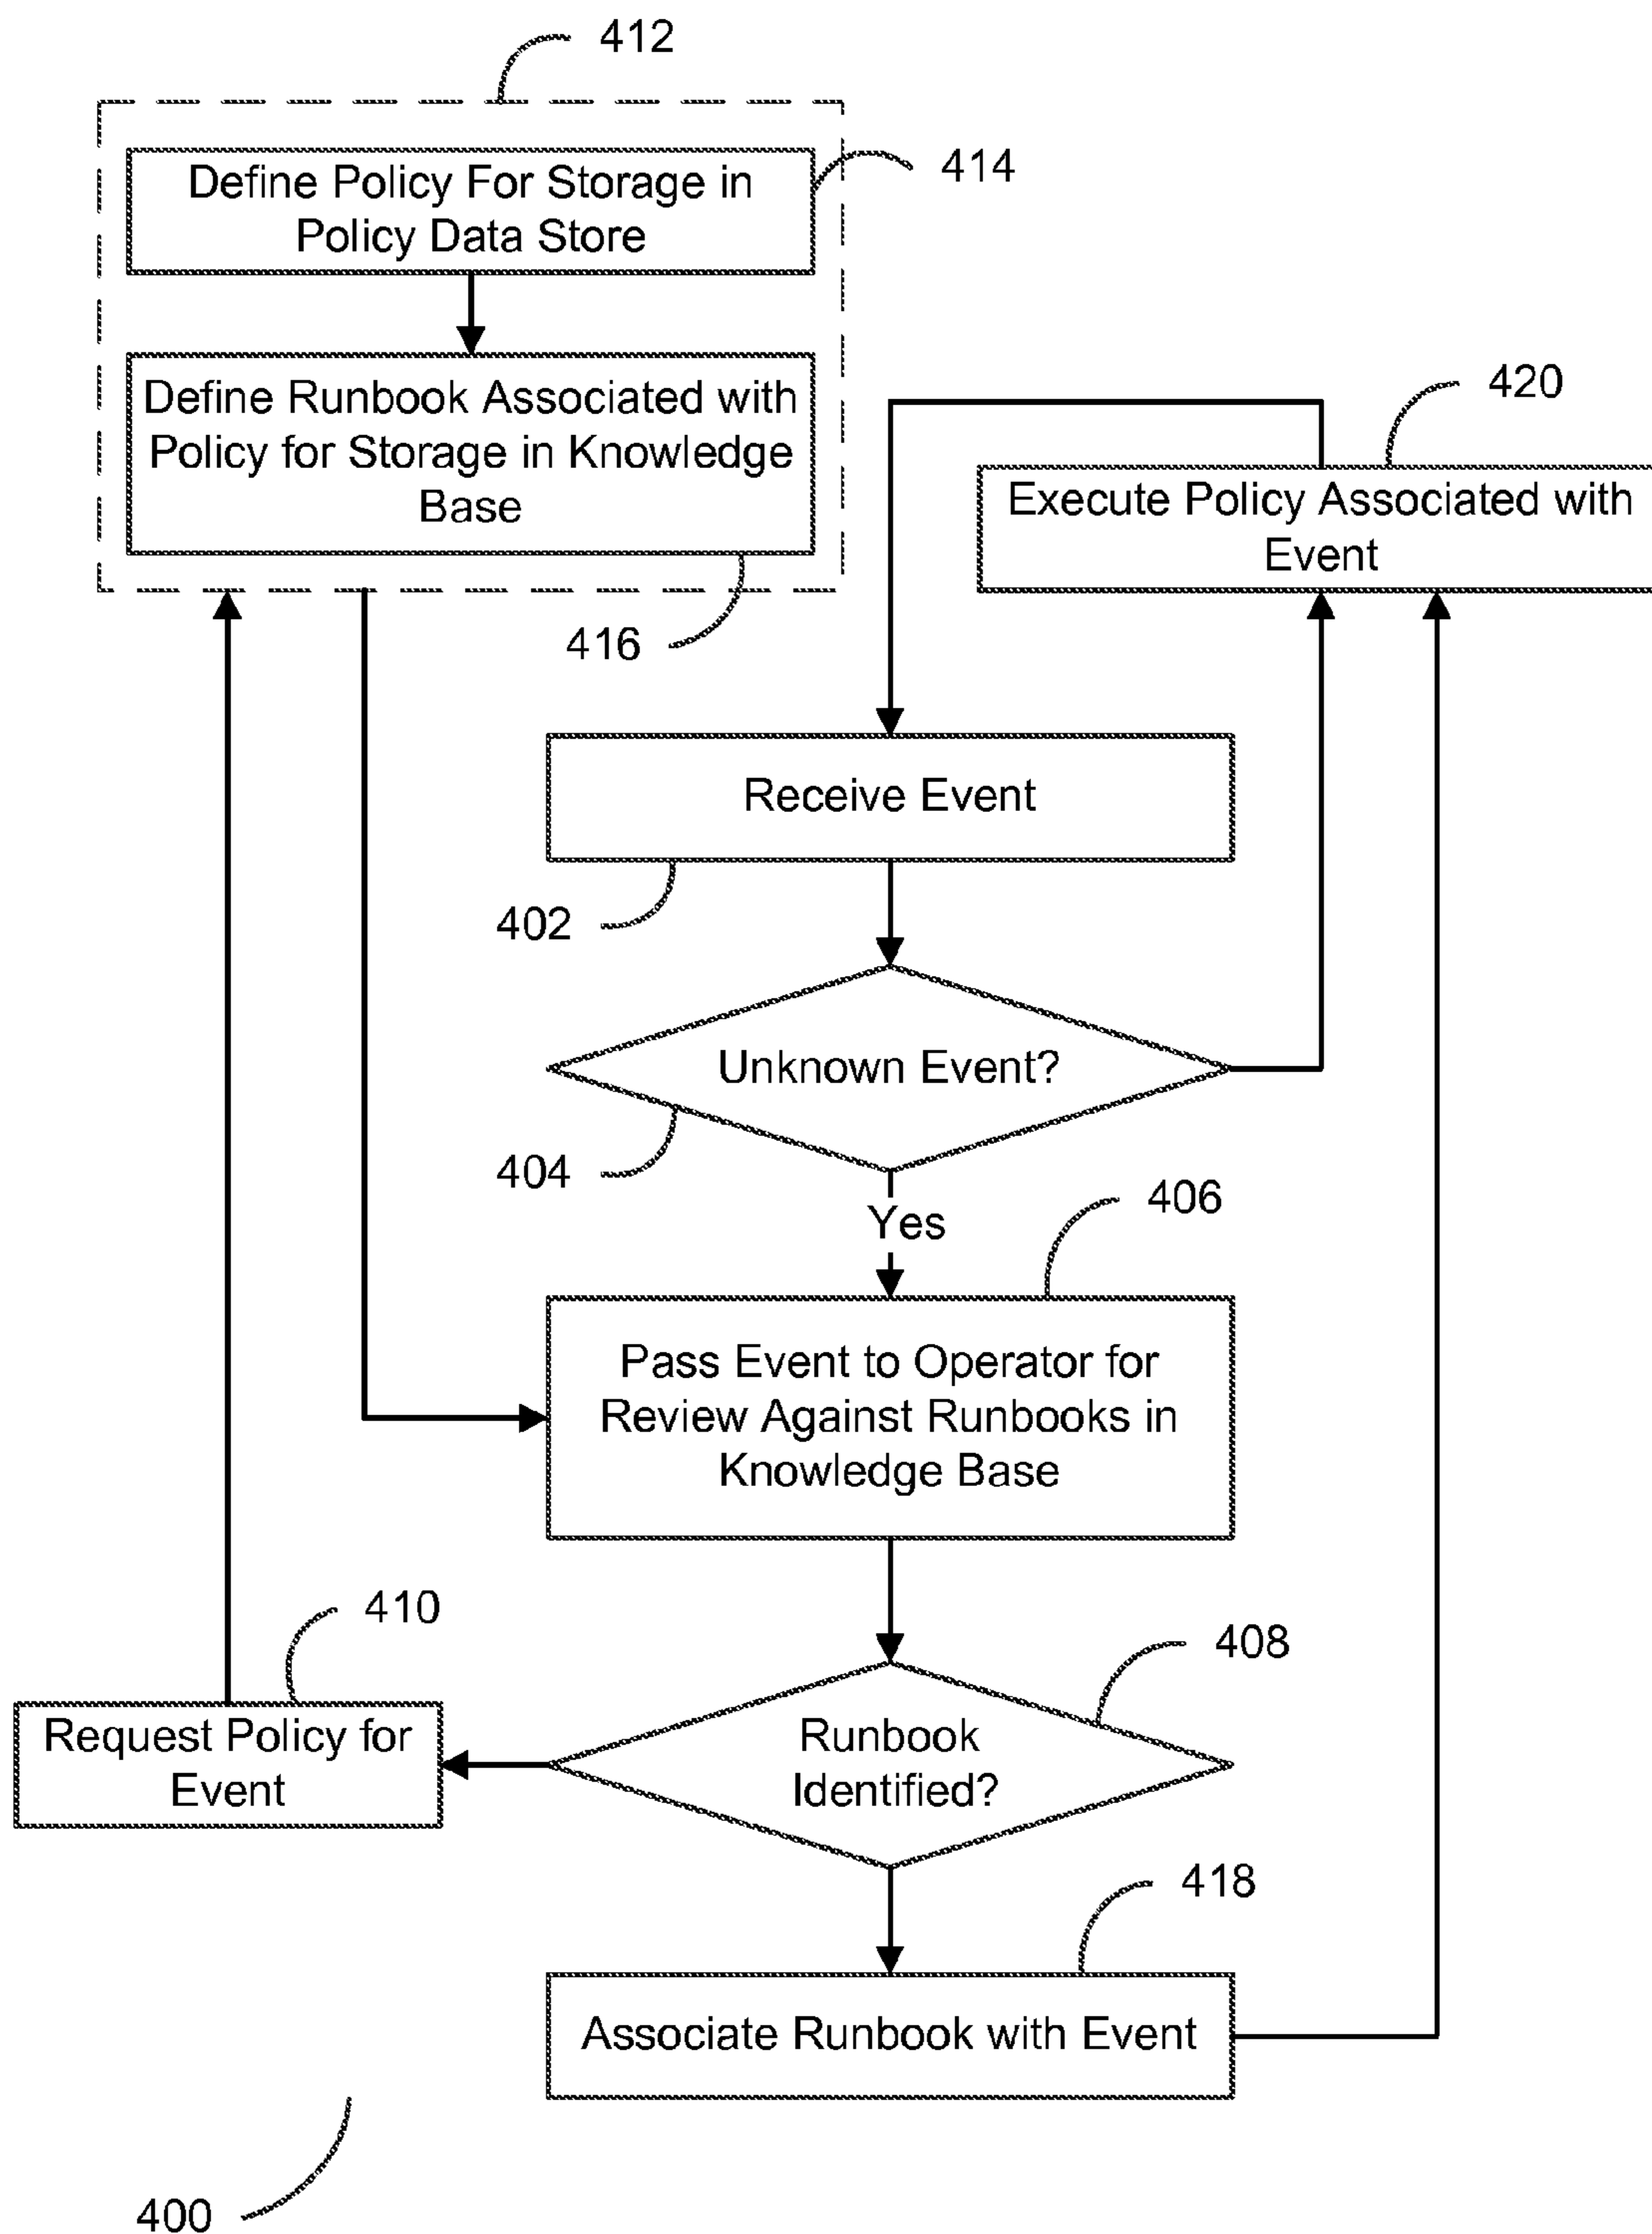 412
Define Policy For Storage in
Policy Data Store
414
Define Runbook Associated with
Policy for Storage in Knowledge
Base
416
420
Execute Policy Associated with
Event
Receive Event
402
Unknown Event?
404
Yes
406
Pass Event to Operator for
Review Against Runbooks in
Knowledge Base
410
Request Policy for
Event
408
Runbook
Identified?
418
Associate Runbook with Event
400